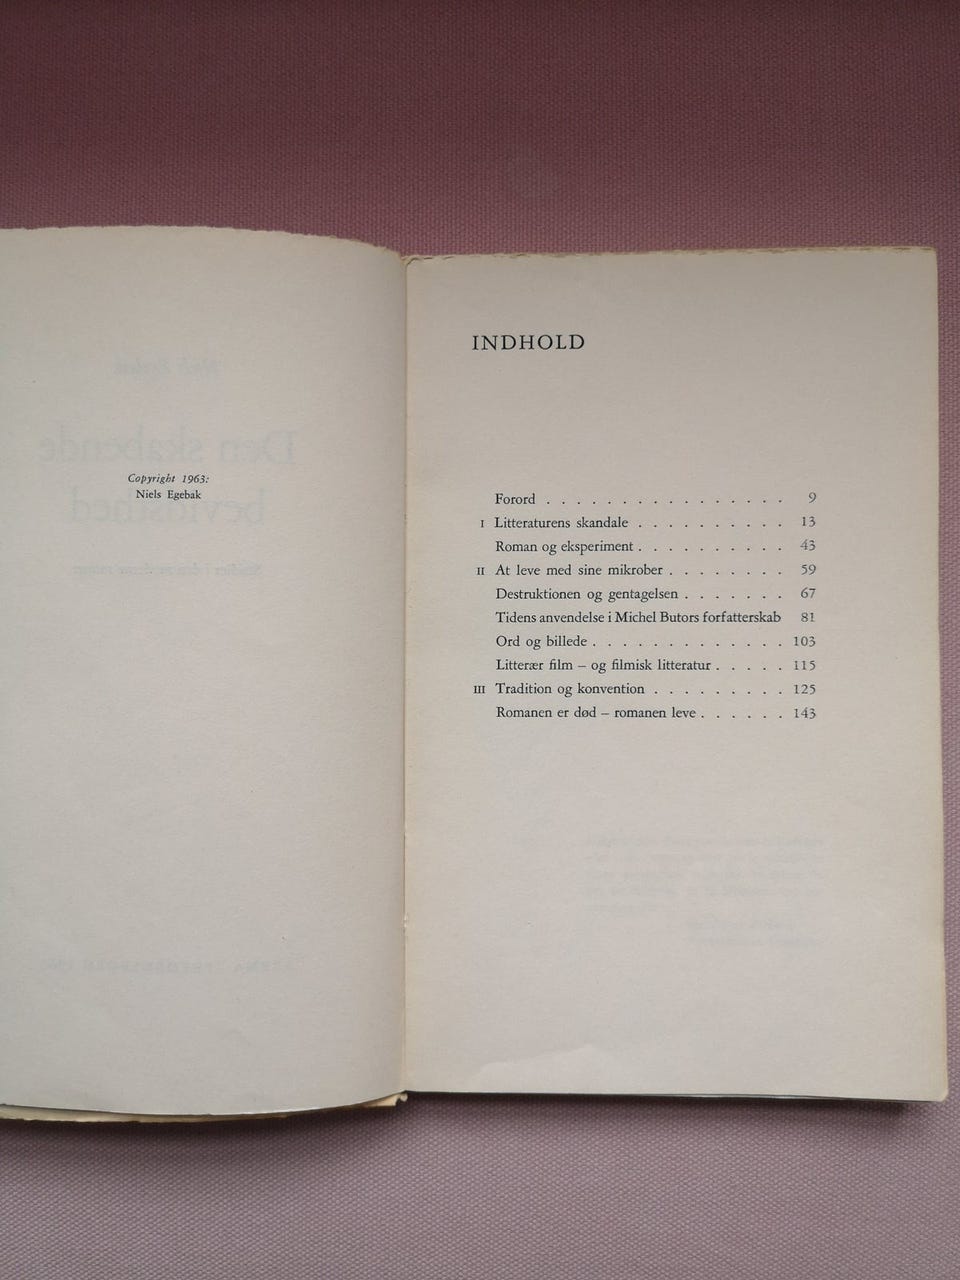 Copyright 1963:
Niels Egebak
INDHOLD
Forord . . . . . . . . . . . . . . . . 9
I Litteraturens skandale . . . . . . . . . . 13
Roman og eksperiment . . . . . . . . . . 43
II At leve med sine mikrober . . . . . . . . 59
Destruktionen og gentagelsen . . . . . . . 67
Tidens anvendelse i Michel Butors forfatterskab 81
Ord og billede . . . . . . . . . . . . . 103
Litterær film – og filmisk litteratur . . . . . 115
III Tradition og konvention . . . . . . . . . 125
Romanen er død – romanen leve . . . . . . 143